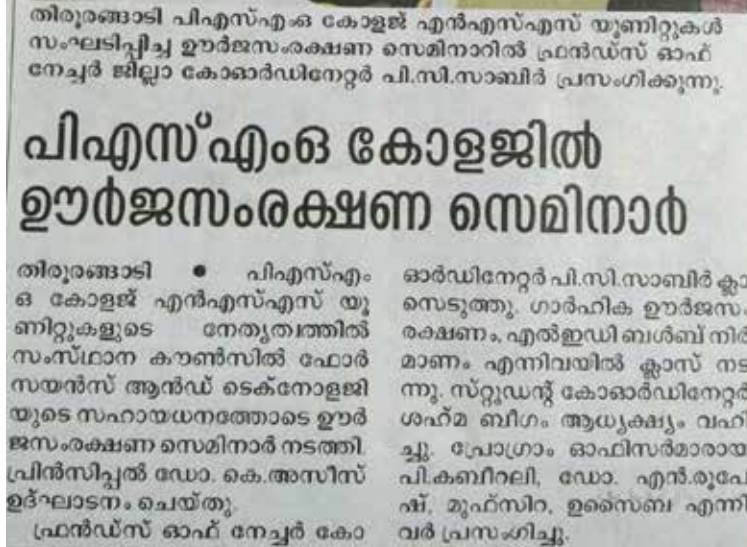 തിരൂരങ്ങാടി പിഎസ്എംഒ കോളജ് എൻഎസ്എസ് യൂണിറ്റുകൾ
സംഘടിപ്പിച്ച ഊർജസംരക്ഷണ സെമിനാറിൽ ഫ്രൻഡ്സ് ഓഫ്
നേച്ചർ ജില്ലാ കോഓർഡിനേറ്റർ പി.സി.സാബിർ പ്രസംഗിക്കുന്നു.
പിഎസ്എംഒ കോളജിൽ
ഊർജസംരക്ഷണ സെമിനാർ
തിരൂരങ്ങാടി ● പിഎസ്എം
ഒ കോളജ് എൻഎസ്എസ് യൂ
ണിറ്റുകളുടെ നേതൃത്വത്തിൽ
സംസ്ഥാന കൗൺസിൽ ഫോർ
സയൻസ് ആൻഡ് ടെക്നോളജി
യുടെ സഹായധനത്തോടെ ഊർ
ജസംരക്ഷണ സെമിനാർ നടത്തി.
പ്രിൻസിപ്പൽ ഡോ. കെ.അസീസ്
ഉദ്ഘാടനം ചെയ്തു.
ഫ്രൻഡ്സ് ഓഫ് നേച്ചർ കോ
ഓർഡിനേറ്റർ പി.സി.സാബിർ ക്ലാ
സെടുത്തു. ഗാർഹിക ഊർജസം
രക്ഷണം, എൽഇഡി ബൾബ് നിർ
മാണം എന്നിവയിൽ ക്ലാസ് നട
ന്നു. സ്റ്റുഡന്റ് കോഓർഡിനേറ്റർ
ശഹ്മ ബീഗം ആധ്യക്ഷ്യം വഹി
ച്ചു. പ്രോഗ്രാം ഓഫിസർമാരായ
പി.കബീറലി, ഡോ. എൻ.രൂപേ
ഷ്, മുഹ്സിറ, ഉസൈബ എന്നി
വർ പ്രസംഗിച്ചു.